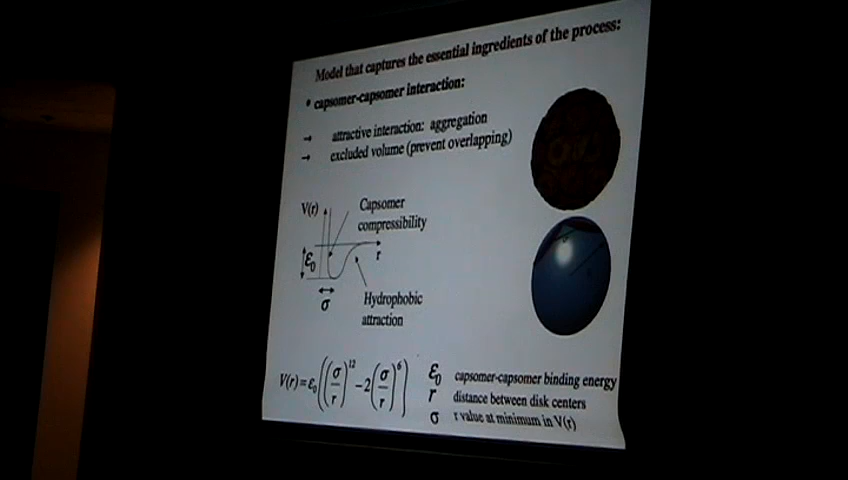 Model that captures the essential ingredients of the process:
• capsomer-capsomer interaction:
→ attractive interaction: aggregation
→ excluded volume (prevent overlapping)
V(r)
Capsomer
compressibility
ε₀
r
σ
Hydrophobic
attraction
V(r)=ε₀((σ/r)¹²−2(σ/r)⁶)
ε₀ capsomer-capsomer binding energy
r distance between disk centers
σ r value at minimum in V(r)